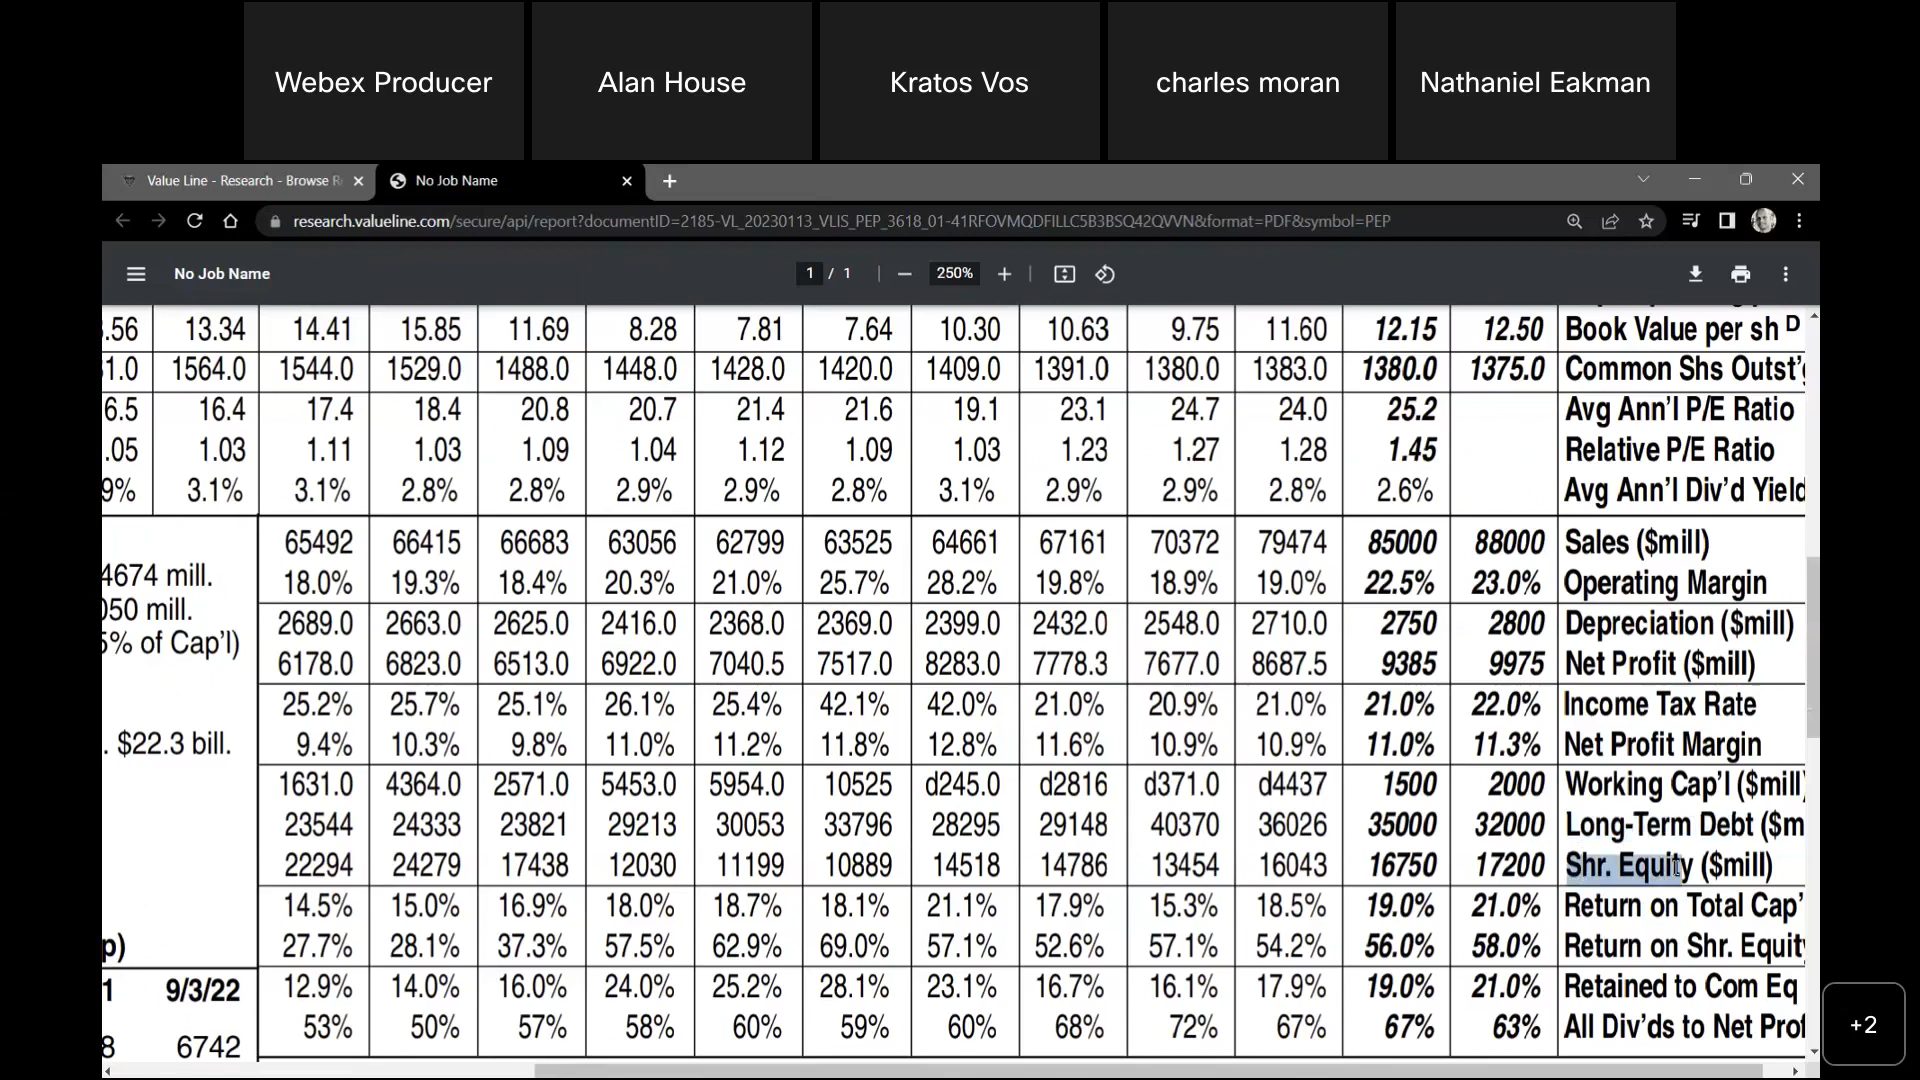 Webex Producer
Alan House
Kratos Vos
charles moran
Nathaniel Eakman
Value Line - Research - Browse R
No Job Name
research.valueline.com/secure/api/report?documentID=2185-VL_20230113_VLIS_PEP_3618_01-41RFOVMQDFILLC5B3BSQ42QVVN&format=PDF&symbol=PEP
No Job Name
1 / 1
250%
.56 13.34 14.41 15.85 11.69 8.28 7.81 7.64 10.30 10.63 9.75 11.60 12.15 12.50 Book Value per sh D
1.0 1564.0 1544.0 1529.0 1488.0 1448.0 1428.0 1420.0 1409.0 1391.0 1380.0 1383.0 1380.0 1375.0 Common Shs Outst'g
6.5 16.4 17.4 18.4 20.8 20.7 21.4 21.6 19.1 23.1 24.7 24.0 25.2 Avg Ann'l P/E Ratio
.05 1.03 1.11 1.03 1.09 1.04 1.12 1.09 1.03 1.23 1.27 1.28 1.45 Relative P/E Ratio
9% 3.1% 3.1% 2.8% 2.8% 2.9% 2.9% 2.8% 3.1% 2.9% 2.9% 2.8% 2.6% Avg Ann'l Div'd Yield
65492 66415 66683 63056 62799 63525 64661 67161 70372 79474 85000 88000 Sales ($mill)
4674 mill. 18.0% 19.3% 18.4% 20.3% 21.0% 25.7% 28.2% 19.8% 18.9% 19.0% 22.5% 23.0% Operating Margin
050 mill. 2689.0 2663.0 2625.0 2416.0 2368.0 2369.0 2399.0 2432.0 2548.0 2710.0 2750 2800 Depreciation ($mill)
5% of Cap'l) 6178.0 6823.0 6513.0 6922.0 7040.5 7517.0 8283.0 7778.3 7677.0 8687.5 9385 9975 Net Profit ($mill)
25.2% 25.7% 25.1% 26.1% 25.4% 42.1% 42.0% 21.0% 20.9% 21.0% 21.0% 22.0% Income Tax Rate
. $22.3 bill. 9.4% 10.3% 9.8% 11.0% 11.2% 11.8% 12.8% 11.6% 10.9% 10.9% 11.0% 11.3% Net Profit Margin
1631.0 4364.0 2571.0 5453.0 5954.0 10525 d245.0 d2816 d371.0 d4437 1500 2000 Working Cap'l ($mill)
23544 24333 23821 29213 30053 33796 28295 29148 40370 36026 35000 32000 Long-Term Debt ($m
22294 24279 17438 12030 11199 10889 14518 14786 13454 16043 16750 17200 Shr. Equity ($mill)
14.5% 15.0% 16.9% 18.0% 18.7% 18.1% 21.1% 17.9% 15.3% 18.5% 19.0% 21.0% Return on Total Cap'
p) 27.7% 28.1% 37.3% 57.5% 62.9% 69.0% 57.1% 52.6% 57.1% 54.2% 56.0% 58.0% Return on Shr. Equity
1 9/3/22 12.9% 14.0% 16.0% 24.0% 25.2% 28.1% 23.1% 16.7% 16.1% 17.9% 19.0% 21.0% Retained to Com Eq
8 6742 53% 50% 57% 58% 60% 59% 60% 68% 72% 67% 67% 63% All Div'ds to Net Prof
+2